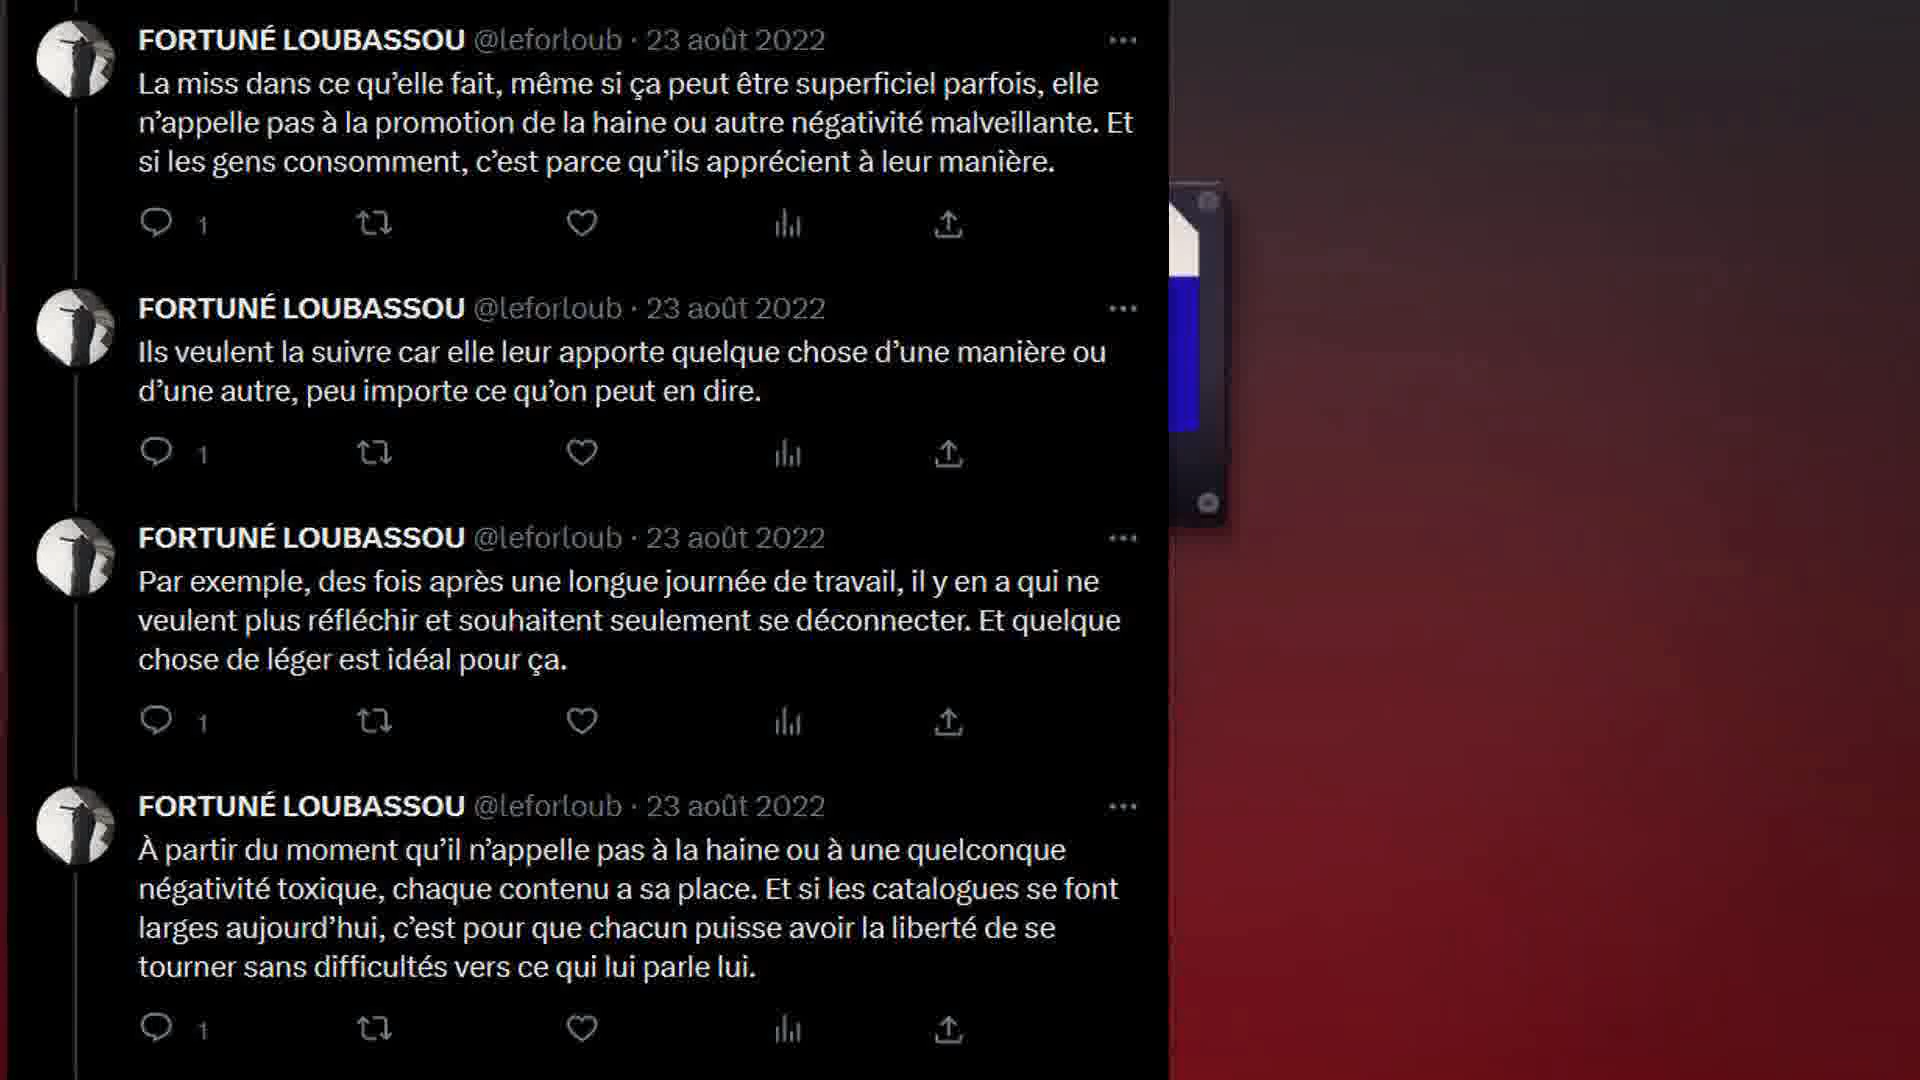 FORTUNÉ LOUBASSOU @leforloub · 23 août 2022
La miss dans ce qu’elle fait, même si ça peut être superficiel parfois, elle
n’appelle pas à la promotion de la haine ou autre négativité malveillante. Et
si les gens consomment, c’est parce qu’ils apprécient à leur manière.
1
FORTUNÉ LOUBASSOU @leforloub · 23 août 2022
Ils veulent la suivre car elle leur apporte quelque chose d’une manière ou
d’une autre, peu importe ce qu’on peut en dire.
1
FORTUNÉ LOUBASSOU @leforloub · 23 août 2022
Par exemple, des fois après une longue journée de travail, il y en a qui ne
veulent plus réfléchir et souhaitent seulement se déconnecter. Et quelque
chose de léger est idéal pour ça.
1
FORTUNÉ LOUBASSOU @leforloub · 23 août 2022
À partir du moment qu’il n’appelle pas à la haine ou à une quelconque
négativité toxique, chaque contenu a sa place. Et si les catalogues se font
larges aujourd’hui, c’est pour que chacun puisse avoir la liberté de se
tourner sans difficultés vers ce qui lui parle lui.
1